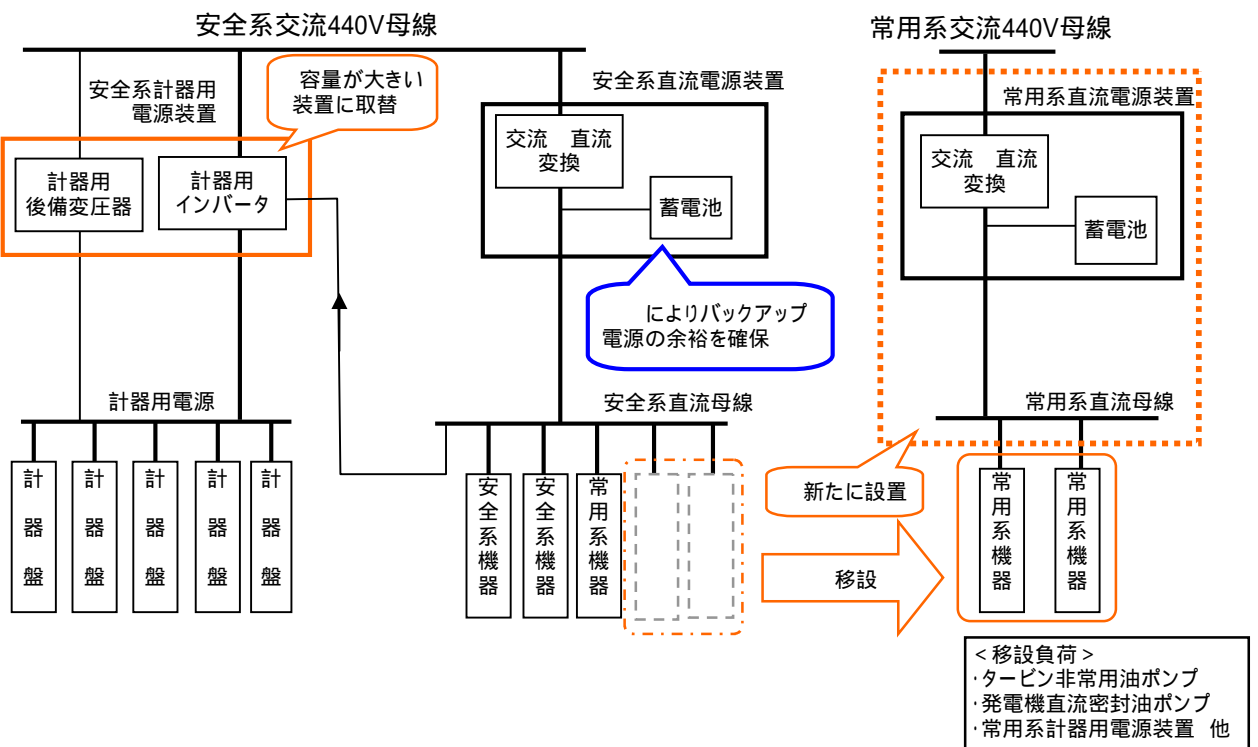 安全系交流440V母線
常用系交流440V母線
安全系計器用
電源装置
容量が大きい
装置に取替
安全系直流電源装置
常用系直流電源装置
計器用
後備変圧器
計器用
インバータ
交流　直流
変換
蓄電池
交流　直流
変換
蓄電池
によりバックアップ
電源の余裕を確保
計器用電源
安全系直流母線
常用系直流母線
計器盤
計器盤
計器盤
計器盤
計器盤
安全系機器
安全系機器
常用系機器
新たに設置
移設
常用系機器
常用系機器
＜移設負荷＞
・タービン非常用油ポンプ
・発電機直流密封油ポンプ
・常用系計器用電源装置　他